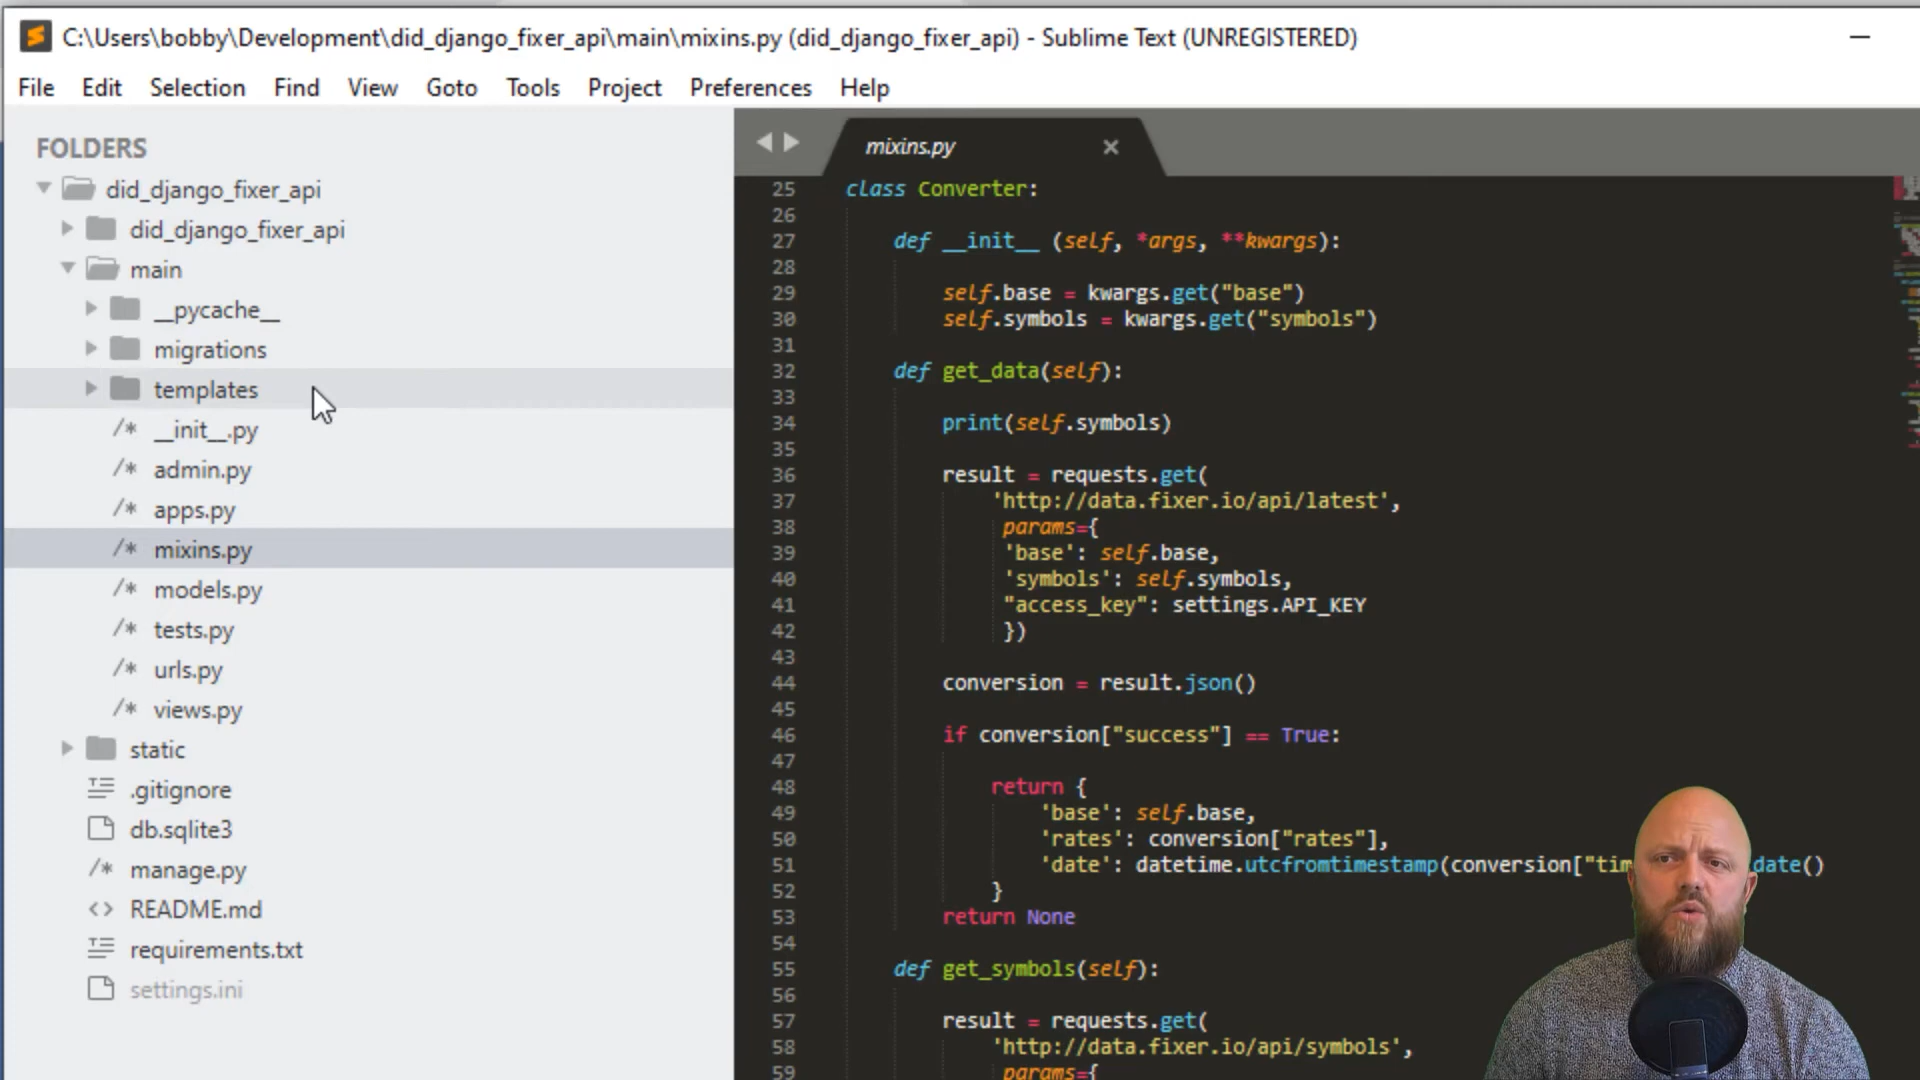 C:\Users\bobby\Development\did_django_fixer_api\main\mixins.py (did_django_fixer_api) - Sublime Text (UNREGISTERED)
File Edit Selection Find View Goto Tools Project Preferences Help
FOLDERS
did_django_fixer_api
did_django_fixer_api
main
__pycache__
migrations
templates
/* __init__.py
/* admin.py
/* apps.py
/* mixins.py
/* models.py
/* tests.py
/* urls.py
/* views.py
static
.gitignore
db.sqlite3
/* manage.py
<> README.md
requirements.txt
settings.ini
mixins.py
25 class Converter:
26
27 def __init__ (self, *args, **kwargs):
28
29 self.base = kwargs.get("base")
30 self.symbols = kwargs.get("symbols")
31
32 def get_data(self):
33
34 print(self.symbols)
35
36 result = requests.get(
37 'http://data.fixer.io/api/latest',
38 params={
39 'base': self.base,
40 'symbols': self.symbols,
41 "access_key": settings.API_KEY
42 })
43
44 conversion = result.json()
45
46 if conversion["success"] == True:
47
48 return {
49 'base': self.base,
50 'rates': conversion["rates"],
51 'date': datetime.utcfromtimestamp(conversion["tim date()
52 }
53 return None
54
55 def get_symbols(self):
56
57 result = requests.get(
58 'http://data.fixer.io/api/symbols',
59 params={